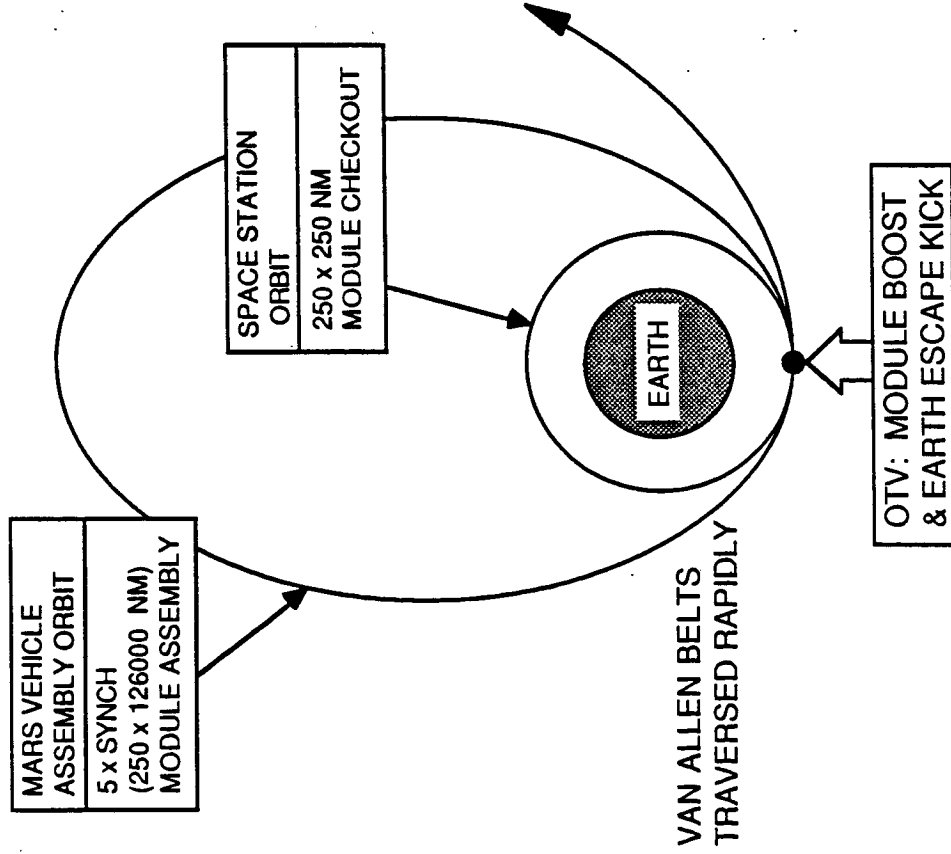 MARS VEHICLE
ASSEMBLY ORBIT
5 x SYNCH
(250 x 126000 NM)
MODULE ASSEMBLY
SPACE STATION
ORBIT
250 x 250 NM
MODULE CHECKOUT
EARTH
VAN ALLEN BELTS
TRAVERSED RAPIDLY
OTV: MODULE BOOST
& EARTH ESCAPE KICK